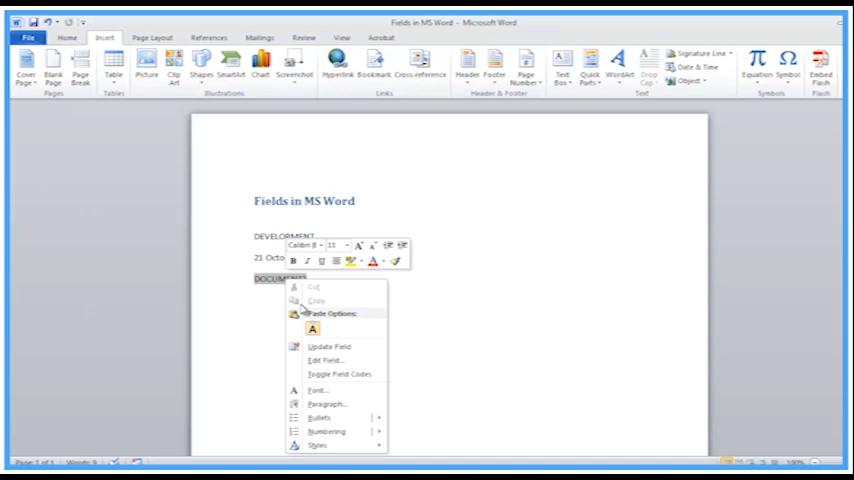 Fields in MS Word - Microsoft Word
File Home Insert Page Layout References Mailings Review View Acrobat
Cover Page Blank Page Page Break Table Picture Clip Art Shapes SmartArt Chart Screenshot Hyperlink Bookmark Cross-reference Header Footer Page Number Text Box Quick Parts WordArt Drop Cap Signature Line Date & Time Object Equation Symbol Embed Flash
Pages Tables Illustrations Links Header & Footer Text Symbols Flash
Fields in MS Word
DEVELOPMENT
Calibri (B 11
21 Octo
B I U
DOCUMENT
Cut
Copy
Paste Options:
A
Update Field
Edit Field...
Toggle Field Codes
Font...
Paragraph...
Bullets
Numbering
Styles
Page: 1 of 1 Words: 9 100%